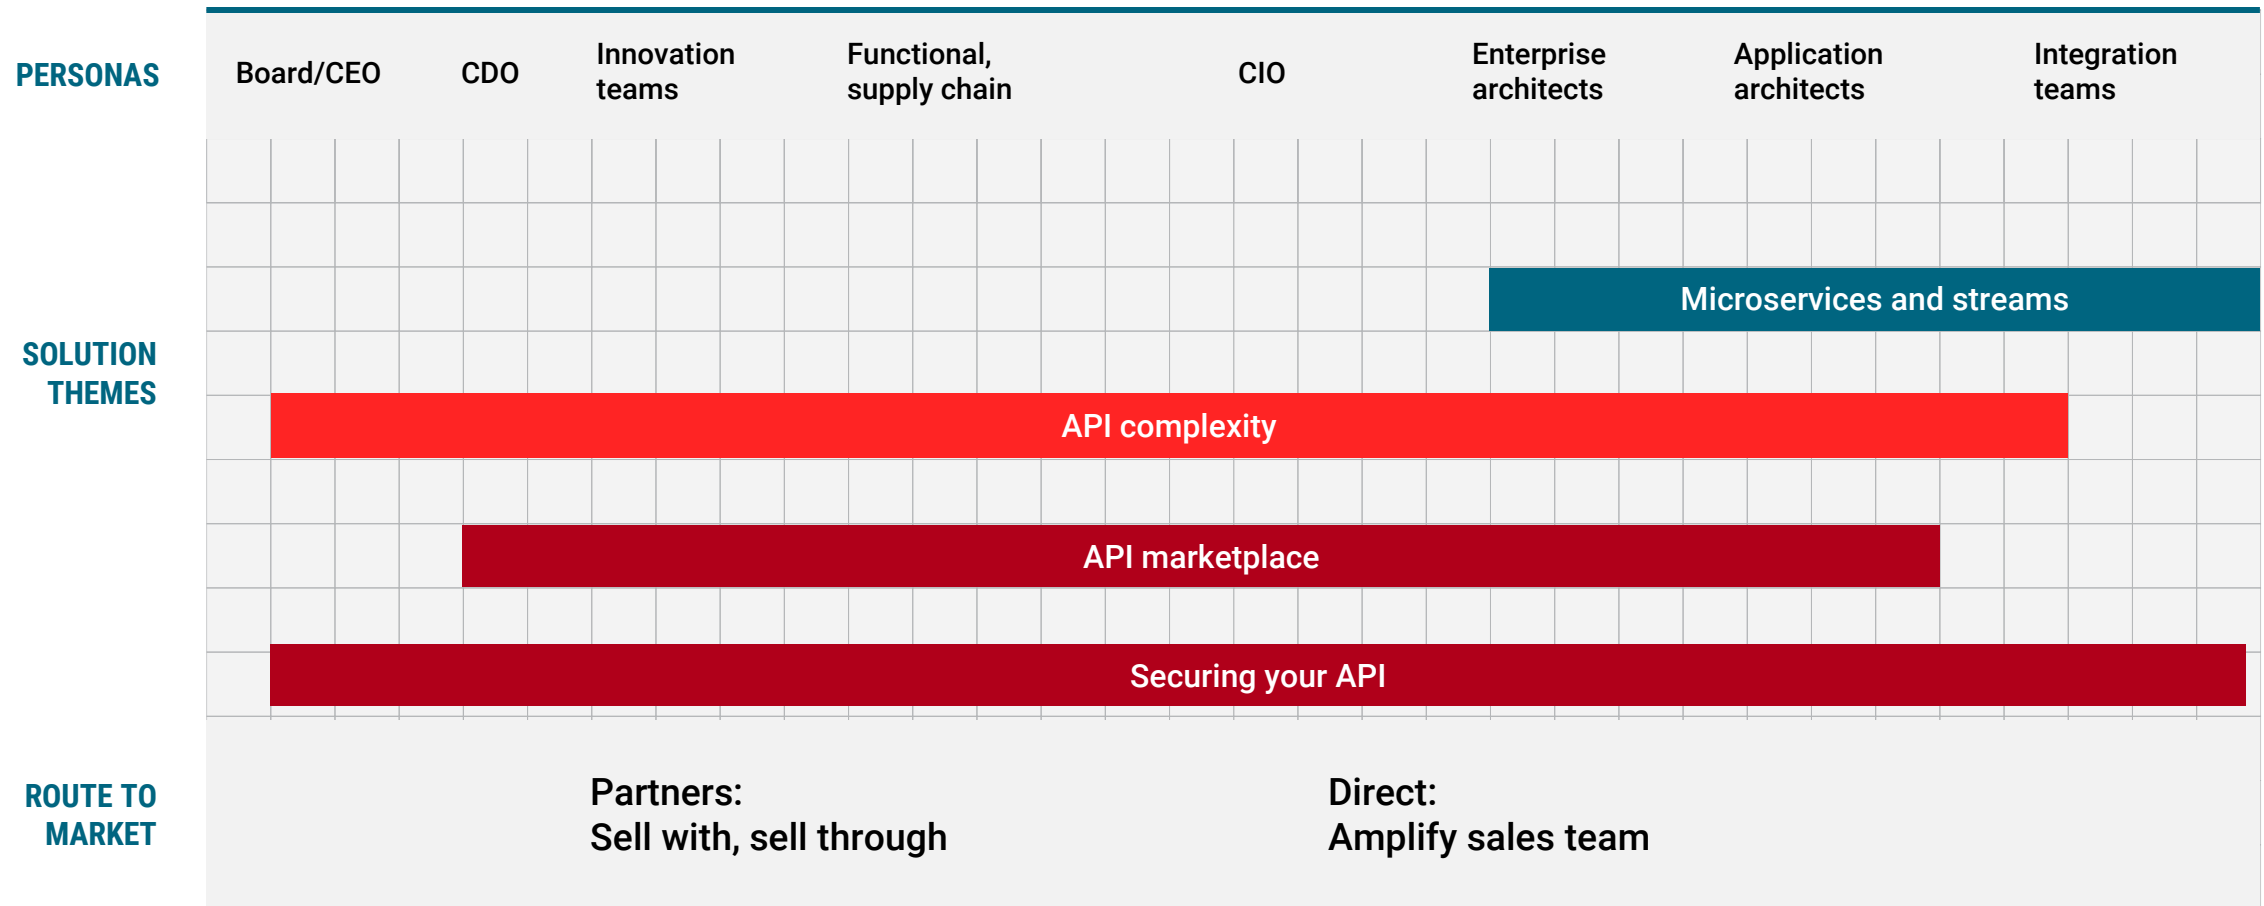 PERSONAS
Board/CEO
CDO
Innovation
teams
Functional,
supply chain
CIO
Enterprise
architects
Application
architects
Integration
teams
SOLUTION
THEMES
Microservices and streams
API complexity
API marketplace
Securing your API
ROUTE TO
MARKET
Partners:
Sell with, sell through
Direct:
Amplify sales team